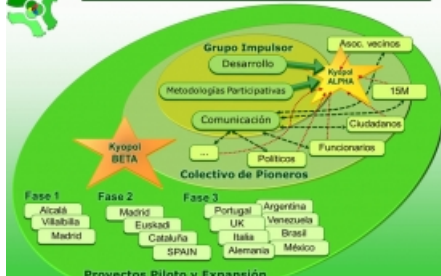 Grupo Impulsor
Desarrollo
Metodologías Participativas
Comunicación
Kyopol
ALPHA
Asoc. vecinos
15M
Ciudadanos
Funcionarios
Políticos
...
Colectivo de Pioneros
Kyopol
BETA
Fase 1
Alcalá
Villalbilla
Madrid
Fase 2
Madrid
Euskadi
Cataluña
SPAIN
Fase 3
Portugal
UK
Italia
Alemania
Argentina
Venezuela
Brasil
México
Proyectos Piloto y Expansión